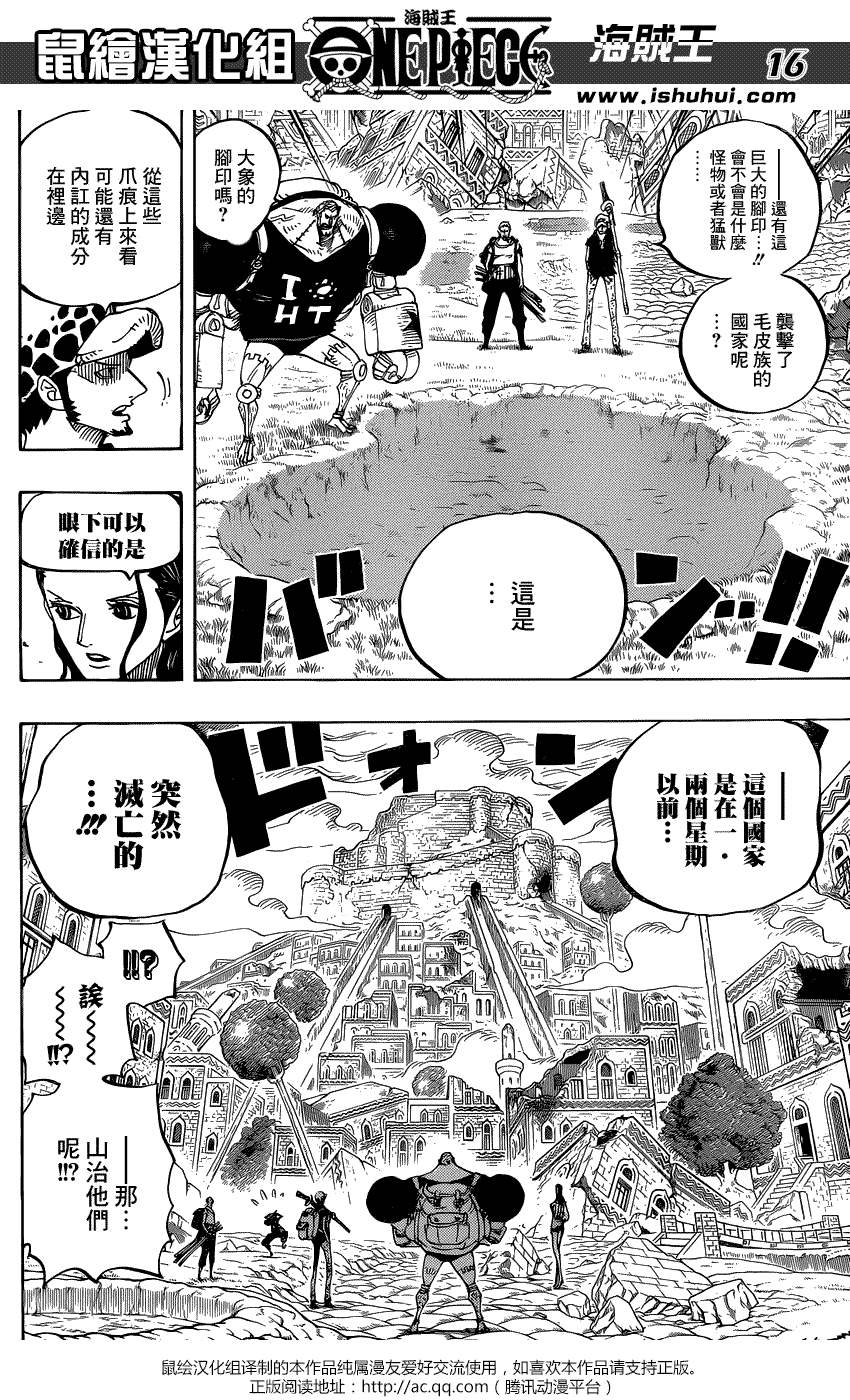 鼠繪漢化組
海賊王
ONE PIECE
海賊王
16
www.ishuhui.com
——還有這
巨大的腳印…!!
會不會是什麼
怪物或者猛獸
……
襲擊了
毛皮族的
國家呢
…?
大象的
腳印嗎?
I
HT
這是
…
バン!!
從這些
爪痕上來看
可能還有
內訌的成分
在裡邊
眼下可以
確信的是
——
這個國家
是在一・
兩個星期
以前…
ドォン
突然
滅亡的
…!!!
!!?
誒~~~
~~~!!?
——那…
山治他們
呢!!?
鼠绘汉化组译制的本作品纯属漫友爱好交流使用，如喜欢本作品请支持正版。
正版阅读地址：http://ac.qq.com（腾讯动漫平台）